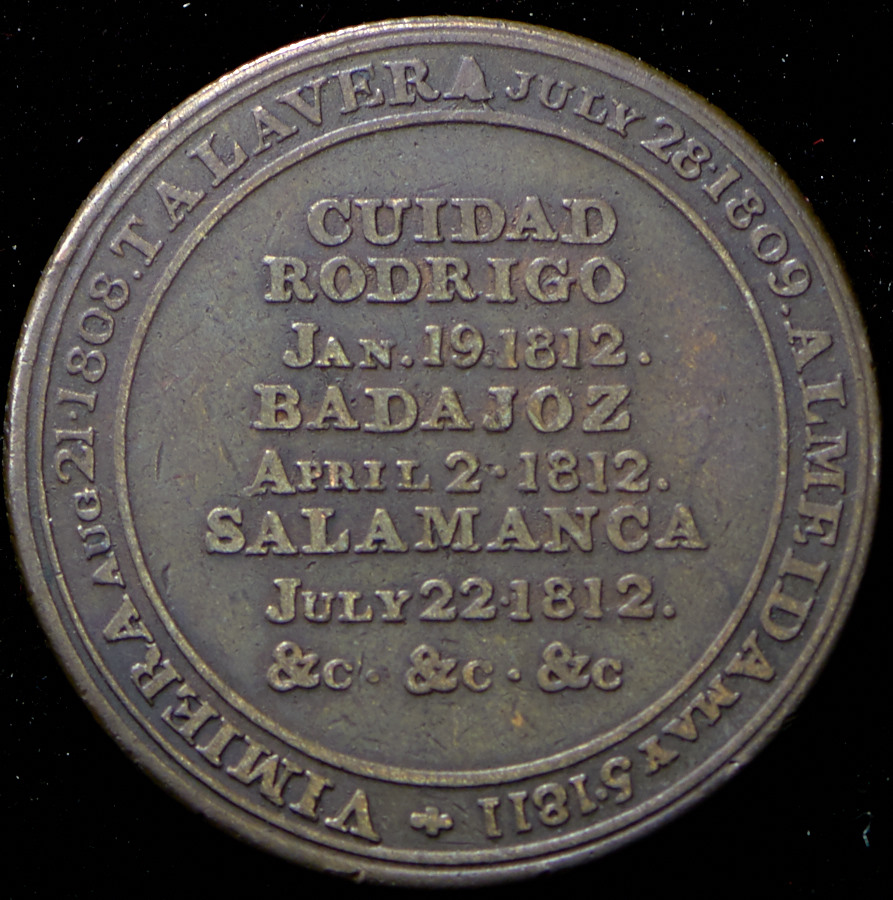 VIMIERA AUG 21·1808·TALAVERA JULY 28·1809·ALMEIDA MAY 5·1811
CUIDAD
RODRIGO
JAN.19.1812.
BADAJOZ
APRIL 2·1812.
SALAMANCA
JULY 22·1812.
&c· &c· &c